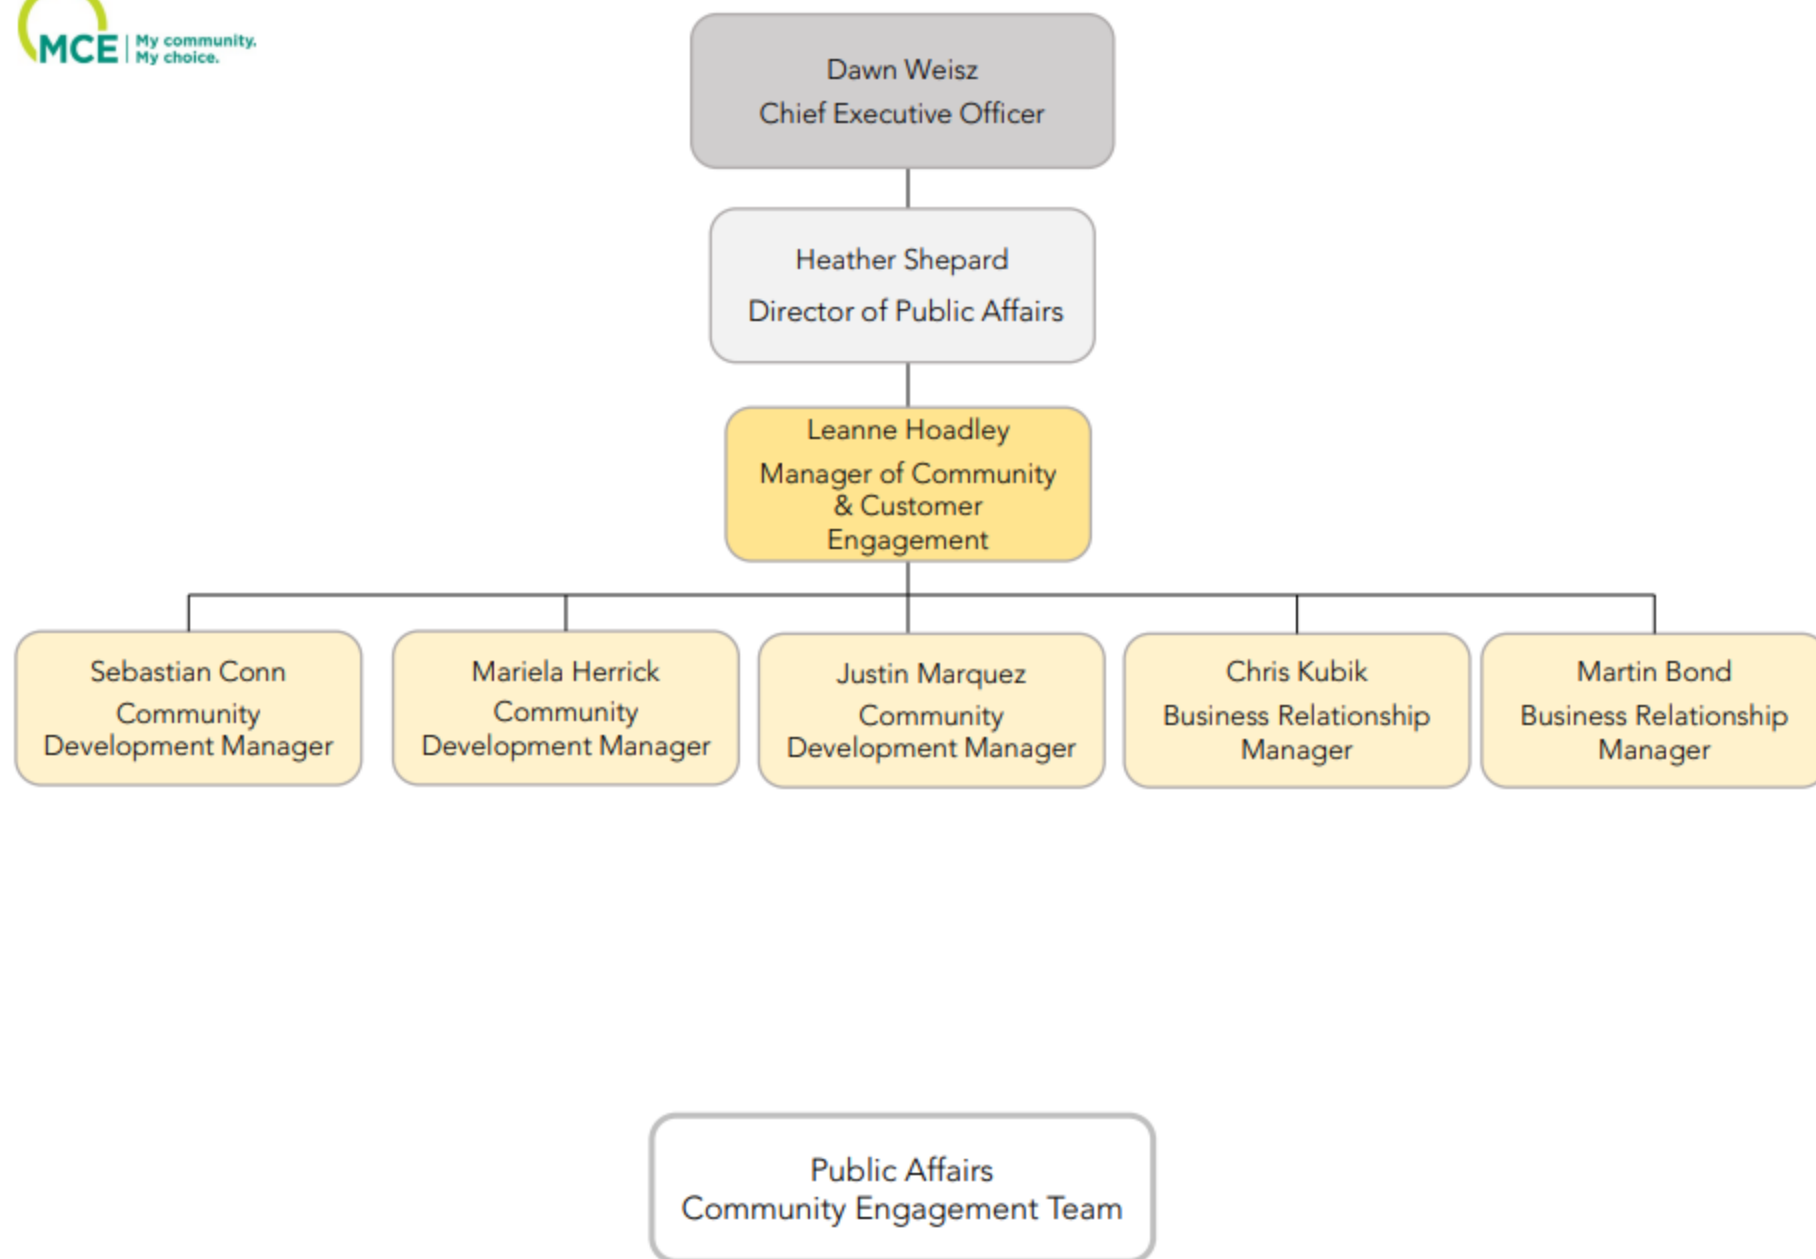 MCE My community.
My choice.
Dawn Weisz
Chief Executive Officer
Heather Shepard
Director of Public Affairs
Leanne Hoadley
Manager of Community
& Customer
Engagement
Sebastian Conn
Community
Development Manager
Mariela Herrick
Community
Development Manager
Justin Marquez
Community
Development Manager
Chris Kubik
Business Relationship
Manager
Martin Bond
Business Relationship
Manager
Public Affairs
Community Engagement Team